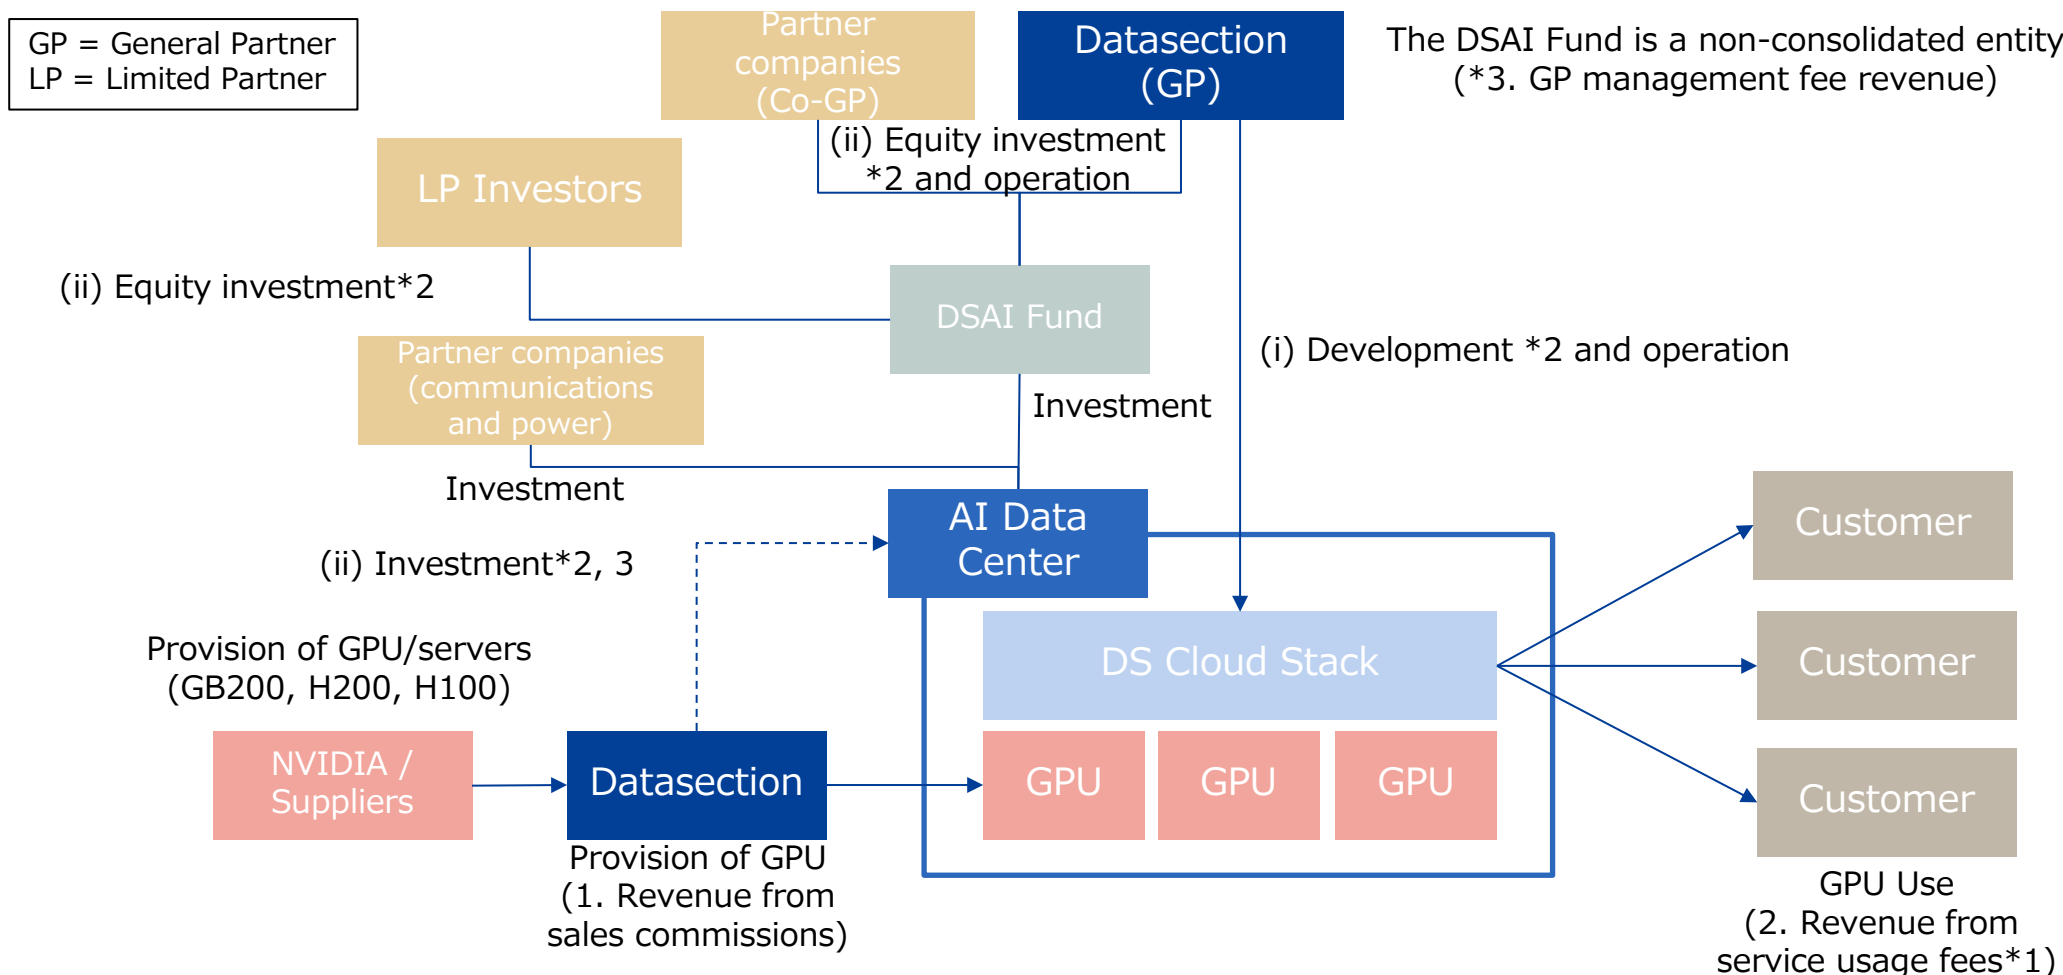 GP = General Partner
LP = Limited Partner
Partner
companies
(Co-GP)
Datasection
(GP)
The DSAI Fund is a non-consolidated entity
(*3. GP management fee revenue)
(ii) Equity investment
*2 and operation
LP Investors
(ii) Equity investment*2
DSAI Fund
(i) Development *2 and operation
Partner companies
(communications
and power)
Investment
Investment
AI Data
Center
(ii) Investment*2, 3
Customer
Provision of GPU/servers
(GB200, H200, H100)
DS Cloud Stack
Customer
NVIDIA /
Suppliers
Datasection
GPU
GPU
GPU
Customer
Provision of GPU
(1. Revenue from
sales commissions)
GPU Use
(2. Revenue from
service usage fees*1)